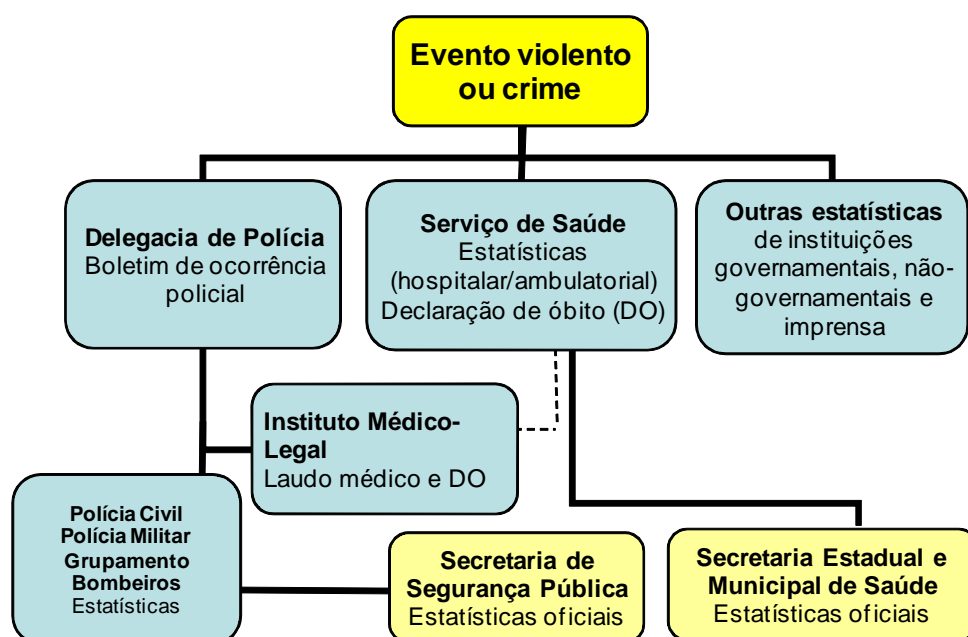 Evento violento
ou crime
Delegacia de Polícia
Boletim de ocorrência
policial
Serviço de Saúde
Estatísticas
(hospitalar/ambulatorial)
Declaração de óbito (DO)
Outras estatísticas
de instituições
governamentais, não-
governamentais e
imprensa
Instituto Médico-
Legal
Laudo médico e DO
Polícia Civil
Polícia Militar
Grupamento
Bombeiros
Estatísticas
Secretaria de
Segurança Pública
Estatísticas oficiais
Secretaria Estadual e
Municipal de Saúde
Estatísticas oficiais